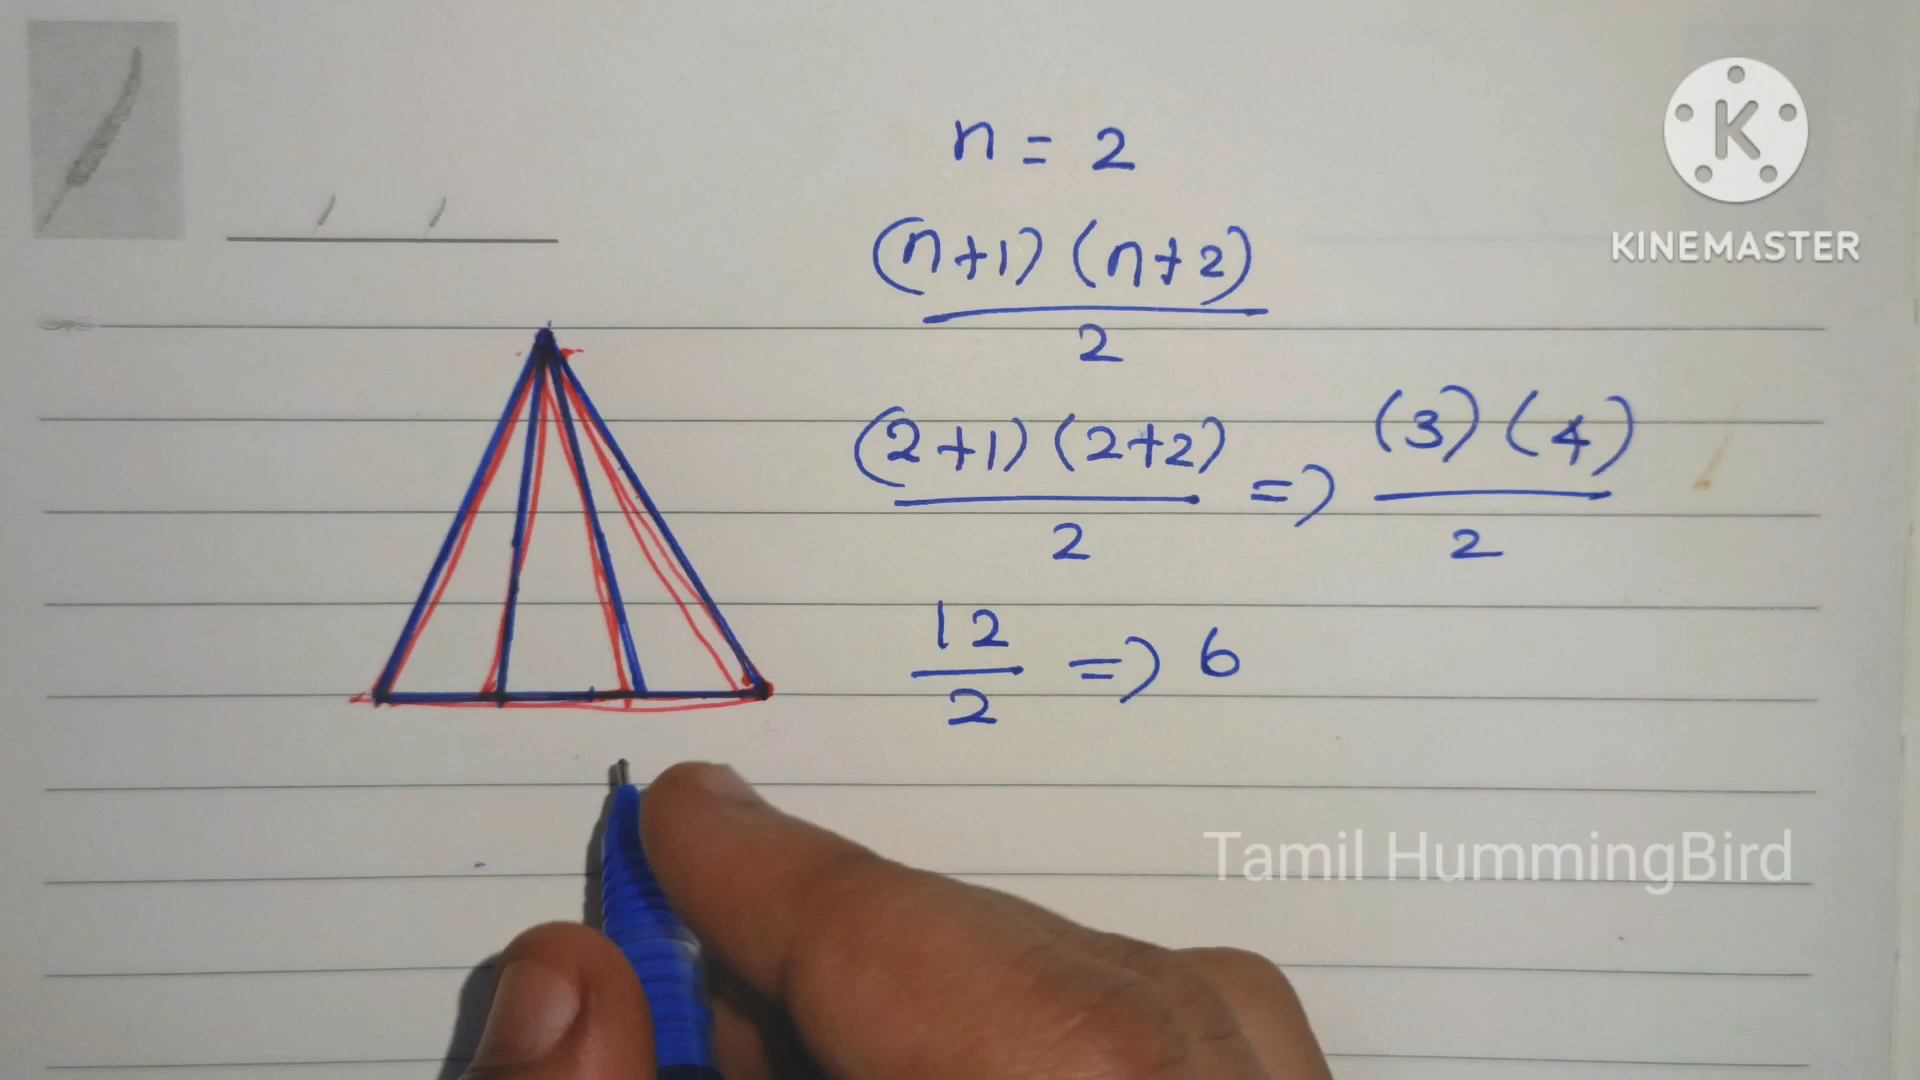 n = 2
(n+1) (n+2)
2
(2+1) (2+2) => (3) (4)
2 2
12 => 6
2
K
KINEMASTER
Tamil HummingBird